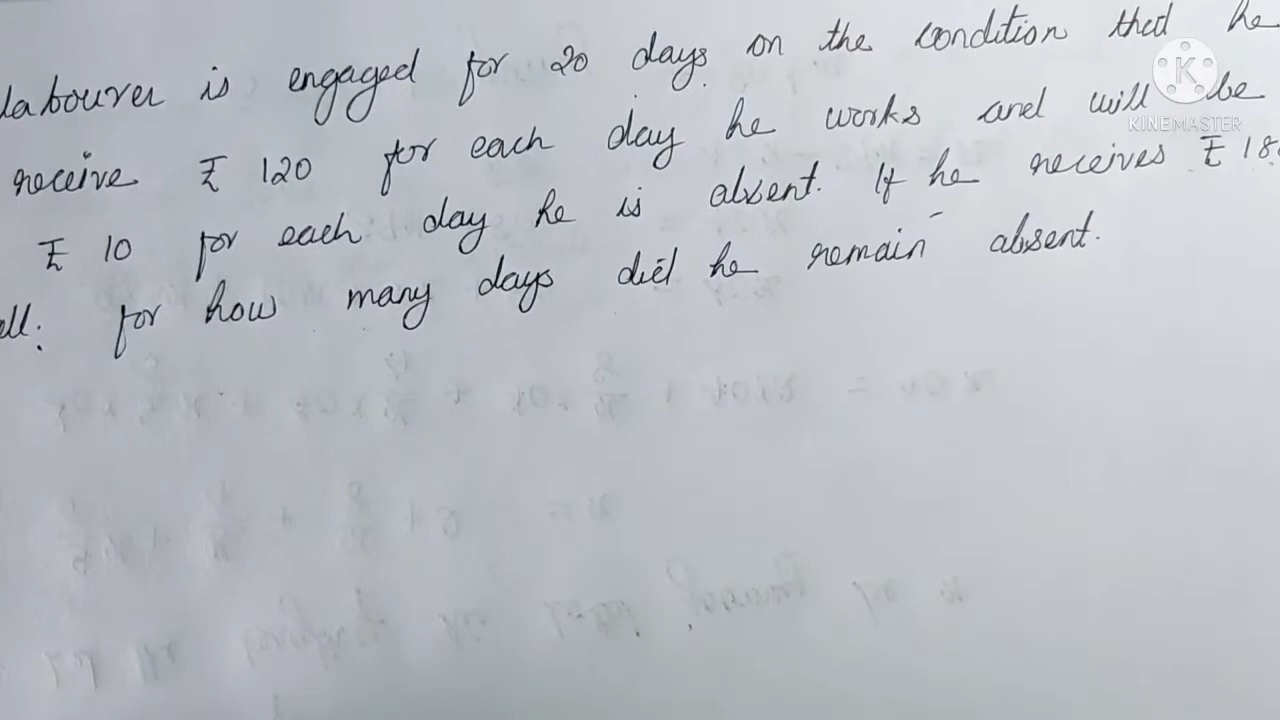 labourer is engaged for 20 days on the condition that he
receive ₹ 120 for each day he works and will be
₹ 10 for each day he is absent. If he receives ₹ 18
all. for how many days did he remain absent.
K
KINEMASTER